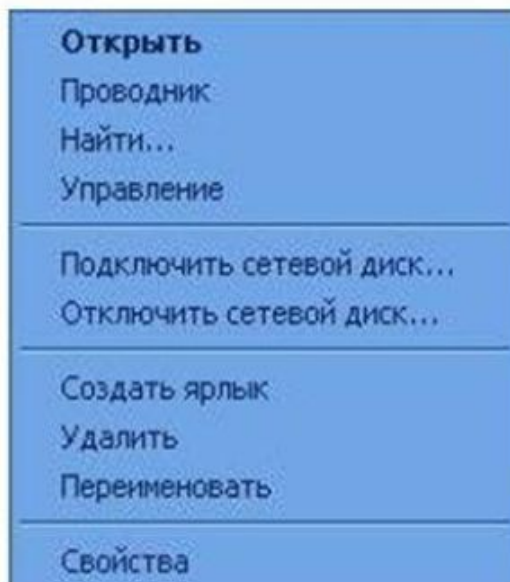 Открыть
Проводник
Найти...
Управление
Подключить сетевой диск...
Отключить сетевой диск...
Создать ярлык
Удалить
Переименовать
Свойства